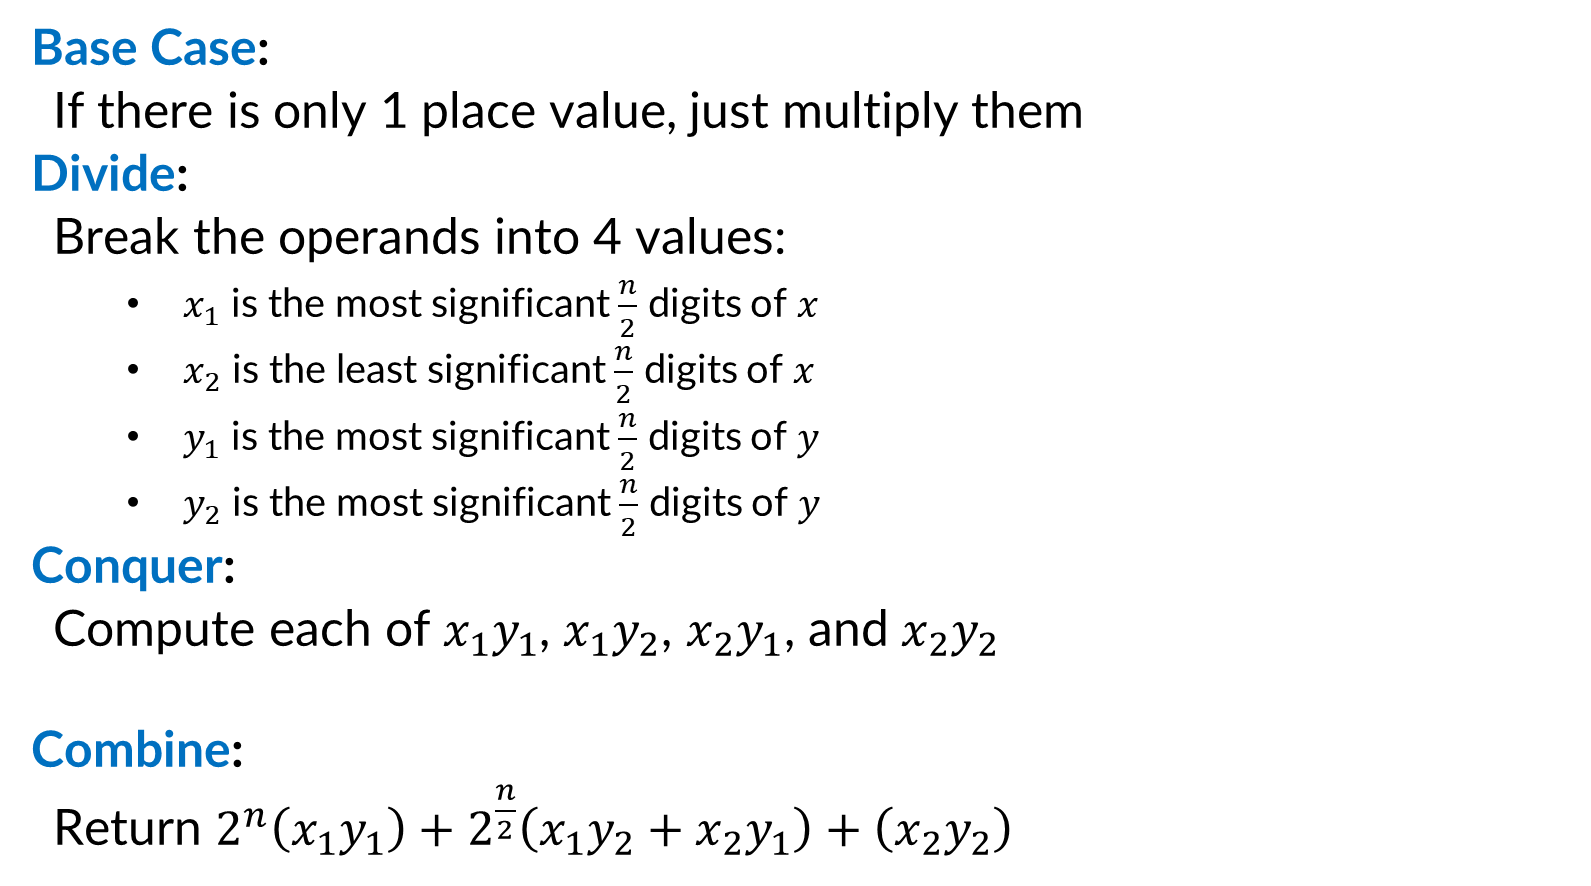 Base Case:
If there is only 1 place value, just multiply them
Divide:
Break the operands into 4 values:
• x₁ is the most significant n/2 digits of x
• x₂ is the least significant n/2 digits of x
• y₁ is the most significant n/2 digits of y
• y₂ is the most significant n/2 digits of y
Conquer:
Compute each of x₁y₁, x₁y₂, x₂y₁, and x₂y₂
Combine:
Return 2^n(x₁y₁) + 2^(n/2)(x₁y₂ + x₂y₁) + (x₂y₂)